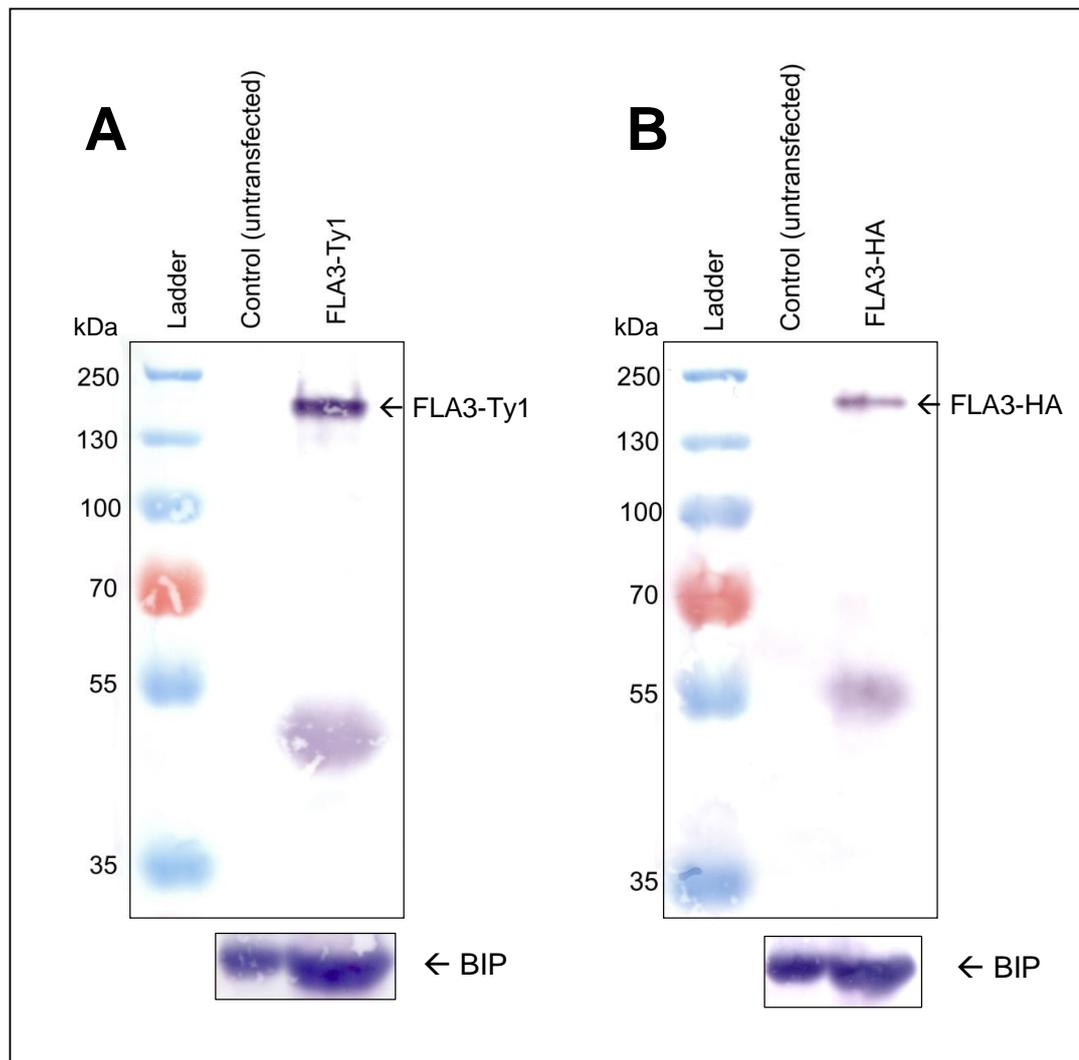 A
Ladder
Control (untransfected)
FLA3-Ty1
kDa
250
130
100
70
55
35
← FLA3-Ty1
← BIP
B
Ladder
Control (untransfected)
FLA3-HA
kDa
250
130
100
70
55
35
← FLA3-HA
← BIP